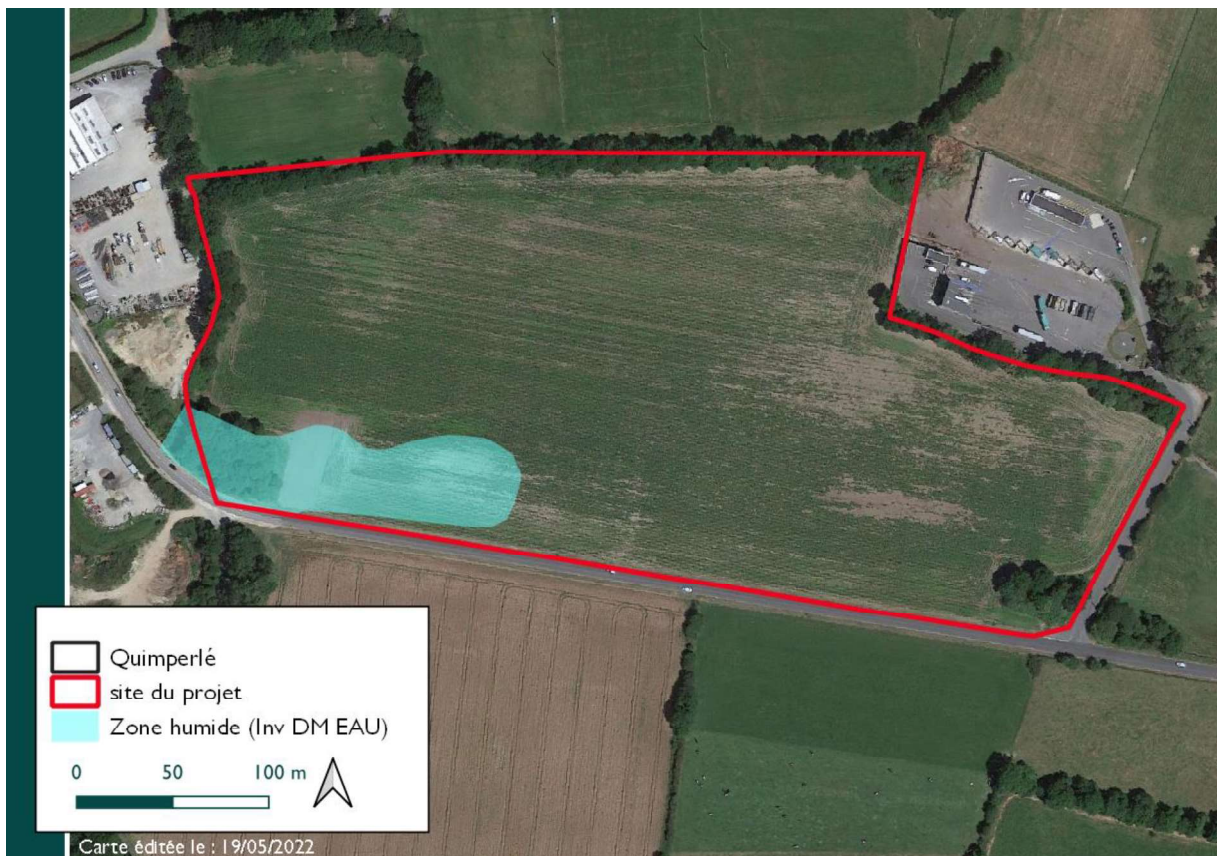 Quimperlé
site du projet
Zone humide (Inv DM EAU)
0 50 100 m
Carte éditée le : 19/05/2022